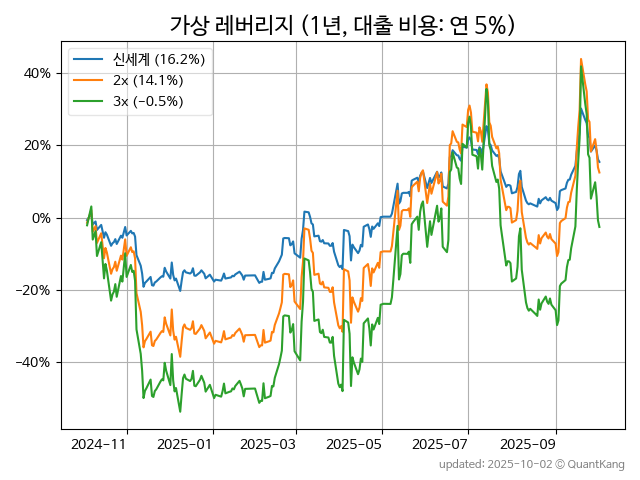 가상 레버리지 (1년, 대출 비용: 연 5%)
신세계 (16.2%)
2x (14.1%)
3x (−0.5%)
40%
20%
0%
−20%
−40%
2024-11 2025-01 2025-03 2025-05 2025-07 2025-09
updated: 2025-10-02 © QuantKang